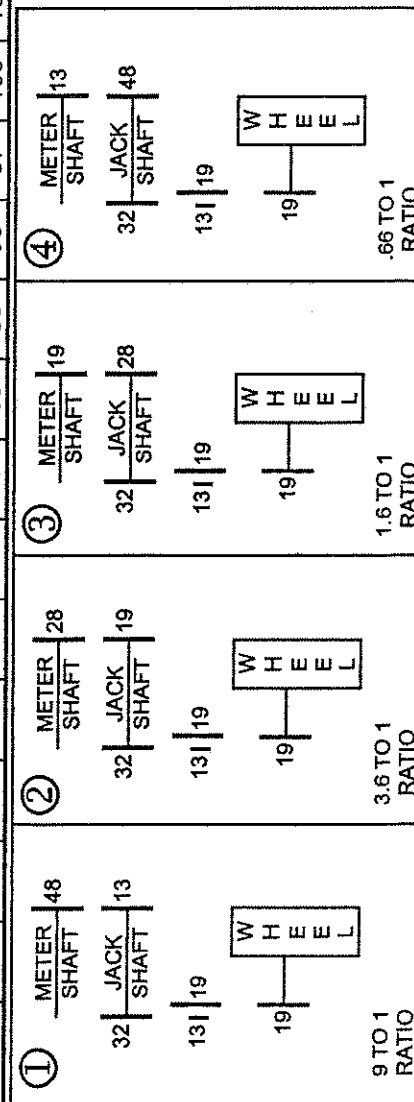 ①
METER 48
SHAFT
JACK 13
32 SHAFT
13 19
19 WHEEL
9 TO 1
RATIO
②
METER 28
SHAFT
JACK 19
32 SHAFT
13 19
19 WHEEL
3.6 TO 1
RATIO
③
METER 19
SHAFT
JACK 28
32 SHAFT
13 19
19 WHEEL
1.6 TO 1
RATIO
④
METER 13
SHAFT
JACK 48
32 SHAFT
13 19
19 WHEEL
.66 TO 1
RATIO